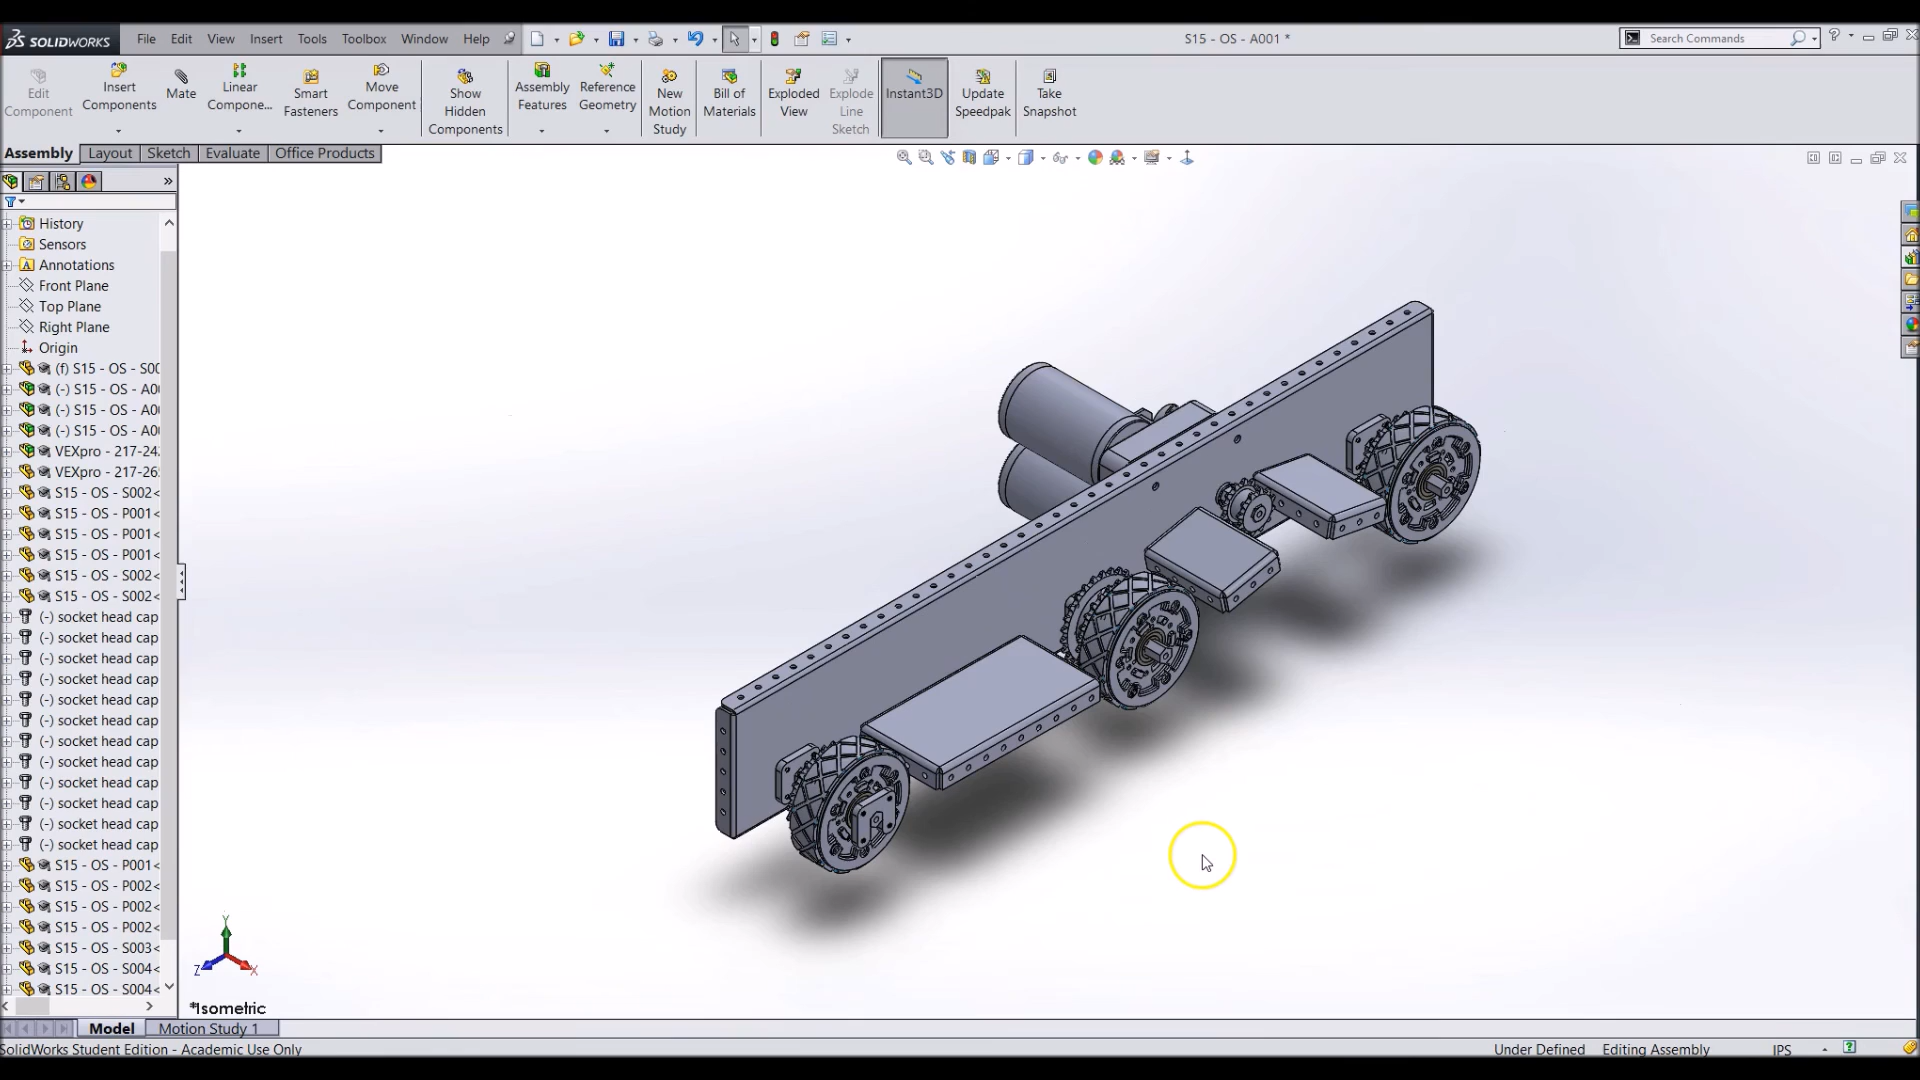 SOLIDWORKS File Edit View Insert Tools Toolbox Window Help S15 - OS - A001 * Search Commands
Edit Component
Insert Components
Mate
Linear Compone...
Smart Fasteners
Move Component
Show Hidden Components
Assembly Features
Reference Geometry
New Motion Study
Bill of Materials
Exploded View
Explode Line Sketch
Instant3D
Update Speedpak
Take Snapshot
Assembly Layout Sketch Evaluate Office Products
History
Sensors
Annotations
Front Plane
Top Plane
Right Plane
Origin
(f) S15 - OS - S00
(-) S15 - OS - A00
(-) S15 - OS - A00
(-) S15 - OS - A00
VEXpro - 217-24
VEXpro - 217-26
S15 - OS - S002<
S15 - OS - P001<
S15 - OS - P001<
S15 - OS - P001<
S15 - OS - S002<
S15 - OS - S002<
(-) socket head cap
(-) socket head cap
(-) socket head cap
(-) socket head cap
(-) socket head cap
(-) socket head cap
(-) socket head cap
(-) socket head cap
(-) socket head cap
(-) socket head cap
(-) socket head cap
(-) socket head cap
S15 - OS - P001<
S15 - OS - P002<
S15 - OS - P002<
S15 - OS - P002<
S15 - OS - S003<
S15 - OS - S004<
S15 - OS - S004<
Y
Z X
*Isometric
Model Motion Study 1
SolidWorks Student Edition - Academic Use Only Under Defined Editing Assembly IPS